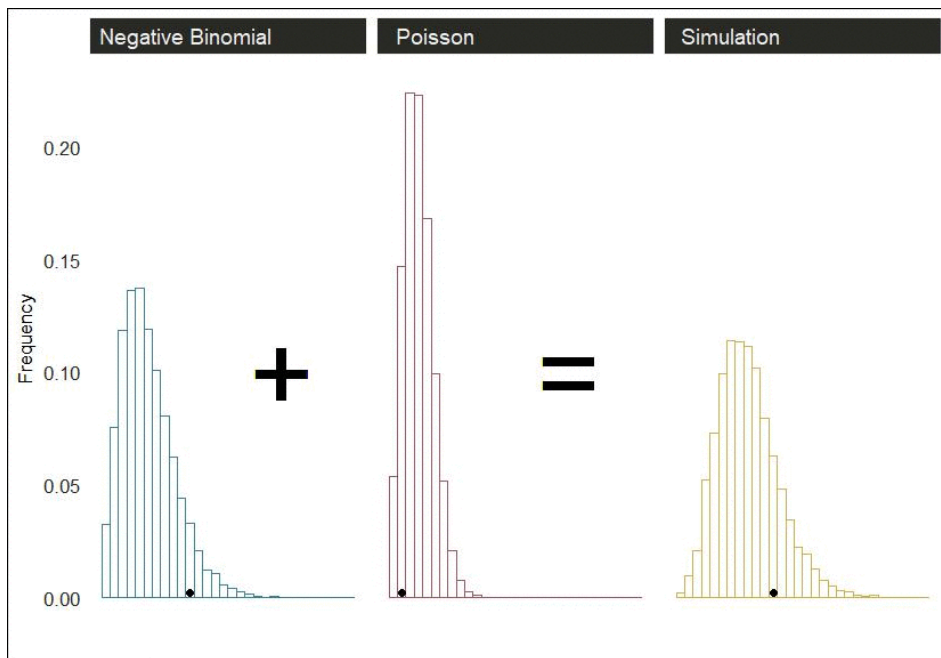 Negative Binomial
Poisson
Simulation
Frequency
0.20
0.15
0.10
0.05
0.00
+
=